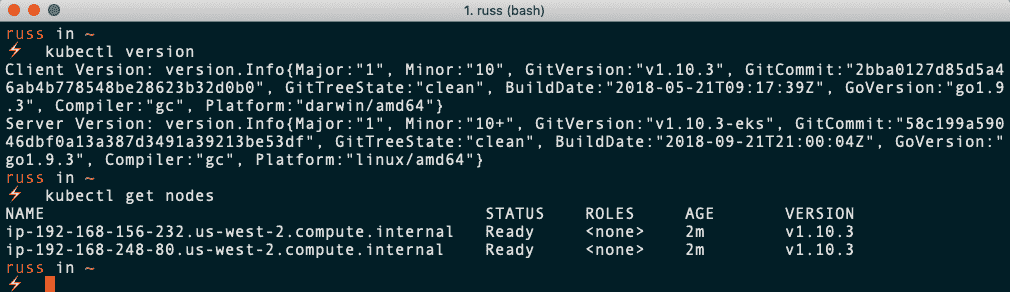 1. russ (bash)
russ in ~
⚡ kubectl version
Client Version: version.Info{Major:"1", Minor:"10", GitVersion:"v1.10.3", GitCommit:"2bba0127d85d5a4
6ab4b778548be28623b32d0b0", GitTreeState:"clean", BuildDate:"2018-05-21T09:17:39Z", GoVersion:"go1.9
.3", Compiler:"gc", Platform:"darwin/amd64"}
Server Version: version.Info{Major:"1", Minor:"10+", GitVersion:"v1.10.3-eks", GitCommit:"58c199a590
46dbf0a13a387d3491a39213be53df", GitTreeState:"clean", BuildDate:"2018-09-21T21:00:04Z", GoVersion:"
go1.9.3", Compiler:"gc", Platform:"linux/amd64"}
russ in ~
⚡ kubectl get nodes
NAME STATUS ROLES AGE VERSION
ip-192-168-156-232.us-west-2.compute.internal Ready <none> 2m v1.10.3
ip-192-168-248-80.us-west-2.compute.internal Ready <none> 2m v1.10.3
russ in ~
⚡